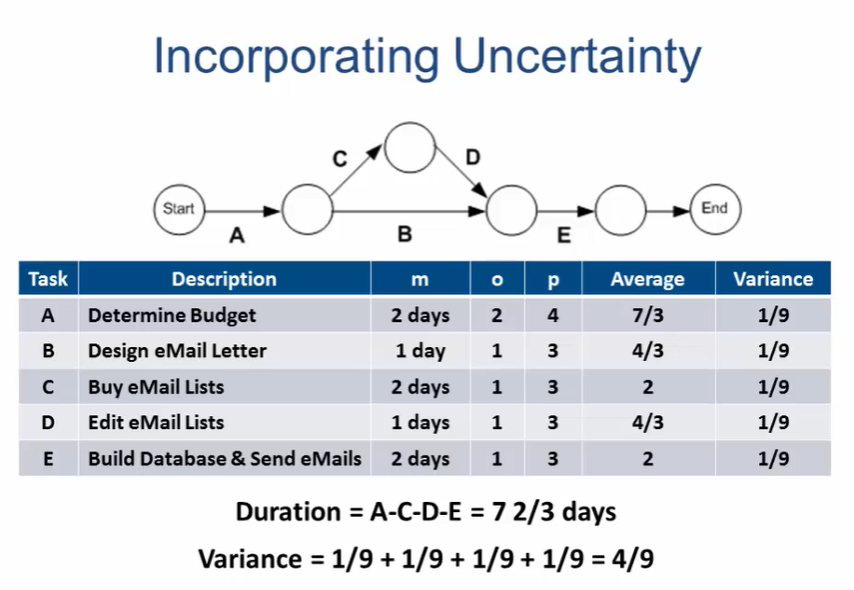 Incorporating Uncertainty
C
D
Start
End
A
B
E
Task Description m o p Average Variance
A Determine Budget 2 days 2 4 7/3 1/9
B Design eMail Letter 1 day 1 3 4/3 1/9
C Buy eMail Lists 2 days 1 3 2 1/9
D Edit eMail Lists 1 days 1 3 4/3 1/9
E Build Database & Send eMails 2 days 1 3 2 1/9
Duration = A-C-D-E = 7 2/3 days
Variance = 1/9 + 1/9 + 1/9 + 1/9 = 4/9